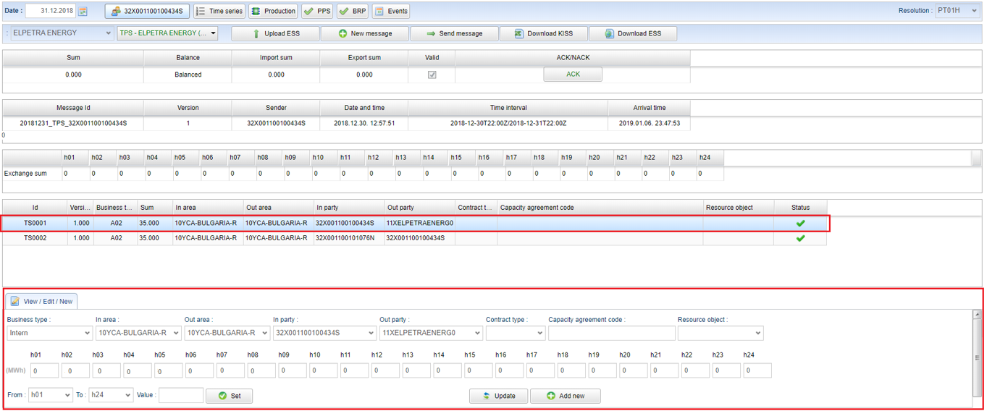 Date : 31.12.2018 32X001100100434S Time series Production PPS BRP Events Resolution : PT01H
: ELPETRA ENERGY TPS - ELPETRA ENERGY (... Upload ESS New message Send message Download KISS Download ESS
Sum Balance Import sum Export sum Valid ACK/NACK
0.000 Balanced 0.000 0.000 ACK
Message Id Version Sender Date and time Time interval Arrival time
20181231_TPS_32X001100100434S 1 32X001100100434S 2018.12.30. 12:57:51 2018-12-30T22:00Z/2018-12-31T22:00Z 2019.01.06. 23:47:53
0
h01 h02 h03 h04 h05 h06 h07 h08 h09 h10 h11 h12 h13 h14 h15 h16 h17 h18 h19 h20 h21 h22 h23 h24
Exchange sum 0 0 0 0 0 0 0 0 0 0 0 0 0 0 0 0 0 0 0 0 0 0 0 0
Id Versi... Business t... Sum In area Out area In party Out party Contract t... Capacity agreement code Resource object Status
TS0001 1.000 A02 35.000 10YCA-BULGARIA-R 10YCA-BULGARIA-R 32X001100100434S 11XELPETRAENERG0
TS0002 1.000 A02 35.000 10YCA-BULGARIA-R 10YCA-BULGARIA-R 32X001100101076N 32X001100100434S
View / Edit / New
Business type : In area : Out area : In party : Out party : Contract type : Capacity agreement code : Resource object :
Intern 10YCA-BULGARIA-R 10YCA-BULGARIA-R 32X001100100434S 11XELPETRAENERG0
h01 h02 h03 h04 h05 h06 h07 h08 h09 h10 h11 h12 h13 h14 h15 h16 h17 h18 h19 h20 h21 h22 h23 h24
(MWh) 0 0 0 0 0 0 0 0 0 0 0 0 0 0 0 0 0 0 0 0 0 0 0 0
From : h01 To : h24 Value : Set Update Add new